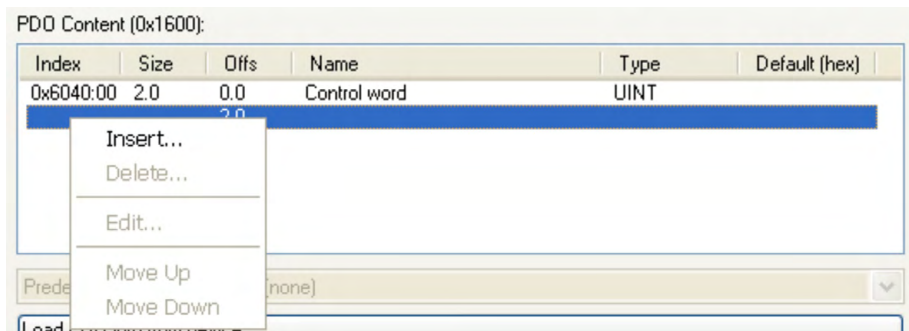 PDO Content (0x1600):
Index Size Offs Name Type Default (hex)
0x6040:00 2.0 0.0 Control word UINT
2.0
Insert...
Delete...
Edit...
Move Up
Prede (none)
Move Down
Load